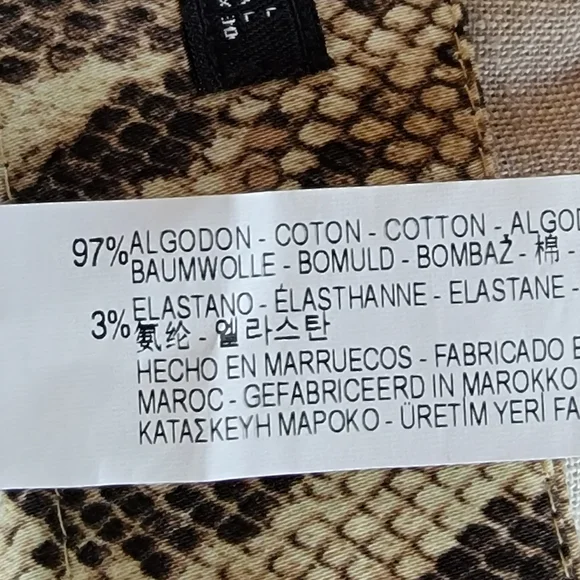 97% ALGODON - COTON - COTTON - ALGOD
BAUMWOLLE - BOMULD - BOMBAŽ - 棉 -
3% ELASTANO - ÉLASTHANNE - ELASTANE -
氨纶 - 엘라스탄
HECHO EN MARRUECOS - FABRICADO E
MAROC - GEFABRICEERD IN MAROKKO
ΚΑΤΑΣΚΕΥΗ ΜΑΡΟΚΟ - ÜRETİM YERİ FA